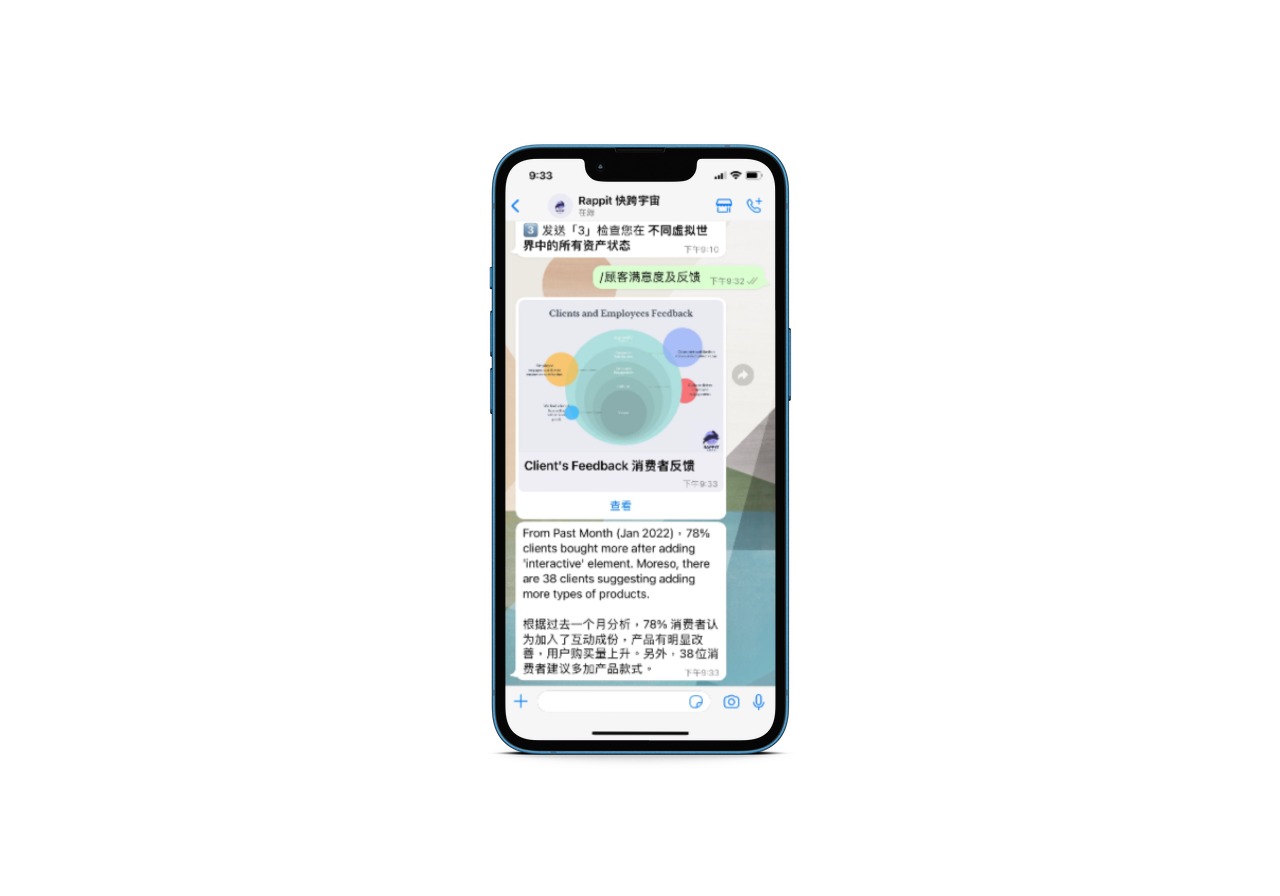 9:33
Rappit 快跨宇宙
在線
3 发送「3」检查您在 不同虚拟世
界中的所有资产状态
下午9:10
/顾客满意度及反馈
下午9:32
Clients and Employees Feedback
RAPPIT
Client's Feedback 消费者反馈
下午9:33
查看
From Past Month (Jan 2022)，78%
clients bought more after adding
'interactive' element. Moreso, there
are 38 clients suggesting adding
more types of products.
根据过去一个月分析，78% 消费者认
为加入了互动成份，产品有明显改
善，用户购买量上升。另外，38位消
费者建议多加产品款式。
下午9:33